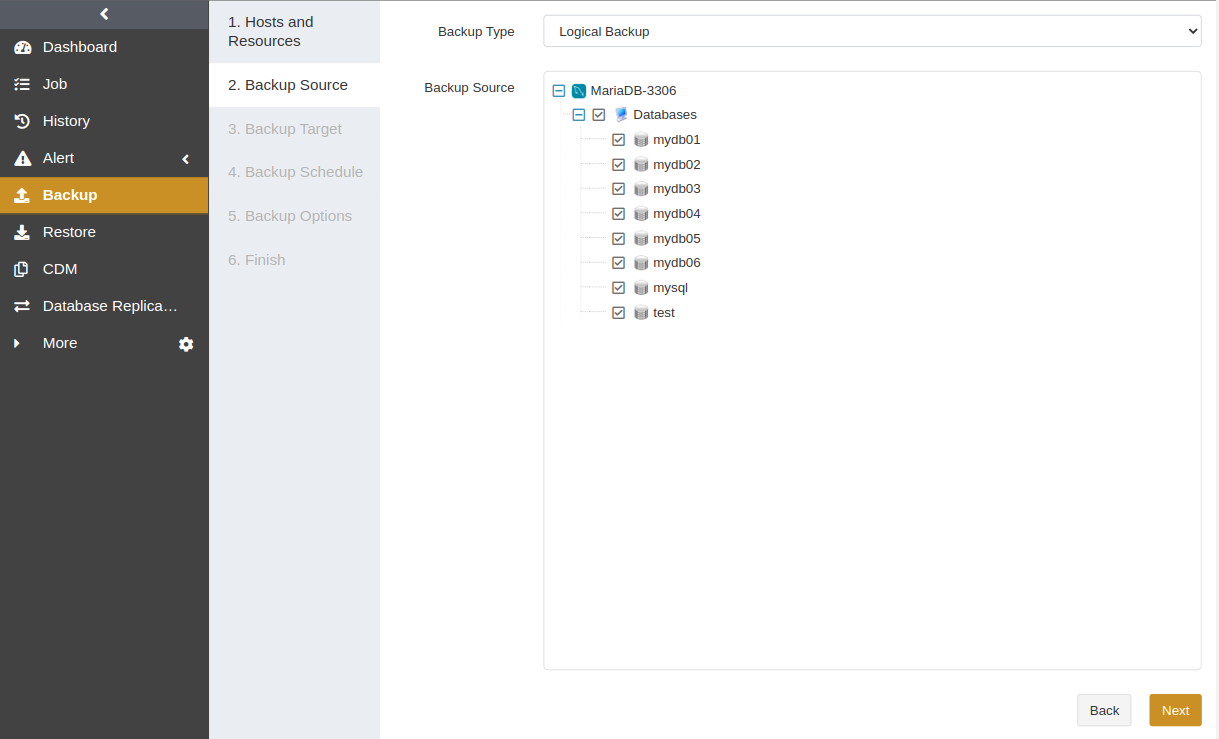 Dashboard
Job
History
Alert
Backup
Restore
CDM
Database Replica...
More
1. Hosts and
Resources
2. Backup Source
3. Backup Target
4. Backup Schedule
5. Backup Options
6. Finish
Backup Type
Logical Backup
Backup Source
MariaDB-3306
Databases
mydb01
mydb02
mydb03
mydb04
mydb05
mydb06
mysql
test
Back
Next